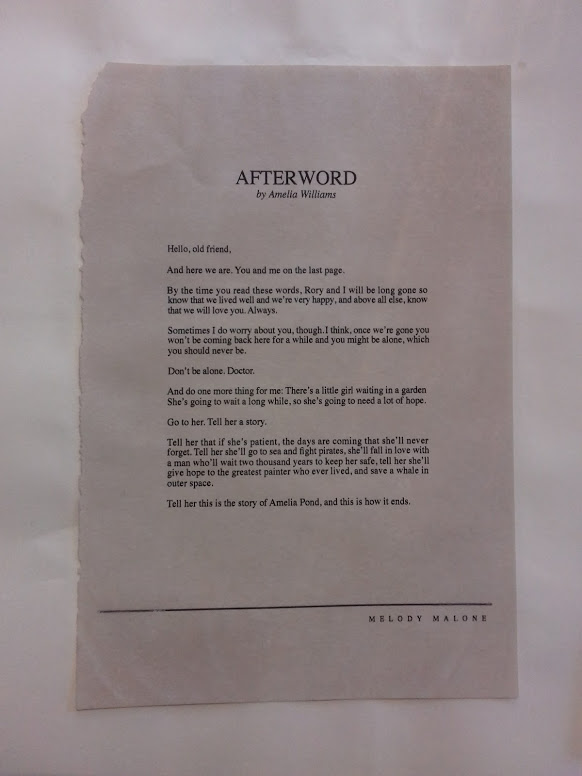 AFTERWORD
by Amelia Williams
Hello, old friend,
And here we are. You and me on the last page.
By the time you read these words, Rory and I will be long gone so
know that we lived well and we're very happy, and above all else, know
that we will love you. Always.
Sometimes I do worry about you, though. I think, once we're gone you
won't be coming back here for a while and you might be alone, which
you should never be.
Don't be alone. Doctor.
And do one more thing for me: There's a little girl waiting in a garden
She's going to wait a long while, so she's going to need a lot of hope.
Go to her. Tell her a story.
Tell her that if she's patient, the days are coming that she'll never
forget. Tell her she'll go to sea and fight pirates, she'll fall in love with
a man who'll wait two thousand years to keep her safe, tell her she'll
give hope to the greatest painter who ever lived, and save a whale in
outer space.
Tell her this is the story of Amelia Pond, and this is how it ends.
MELODY MALONE